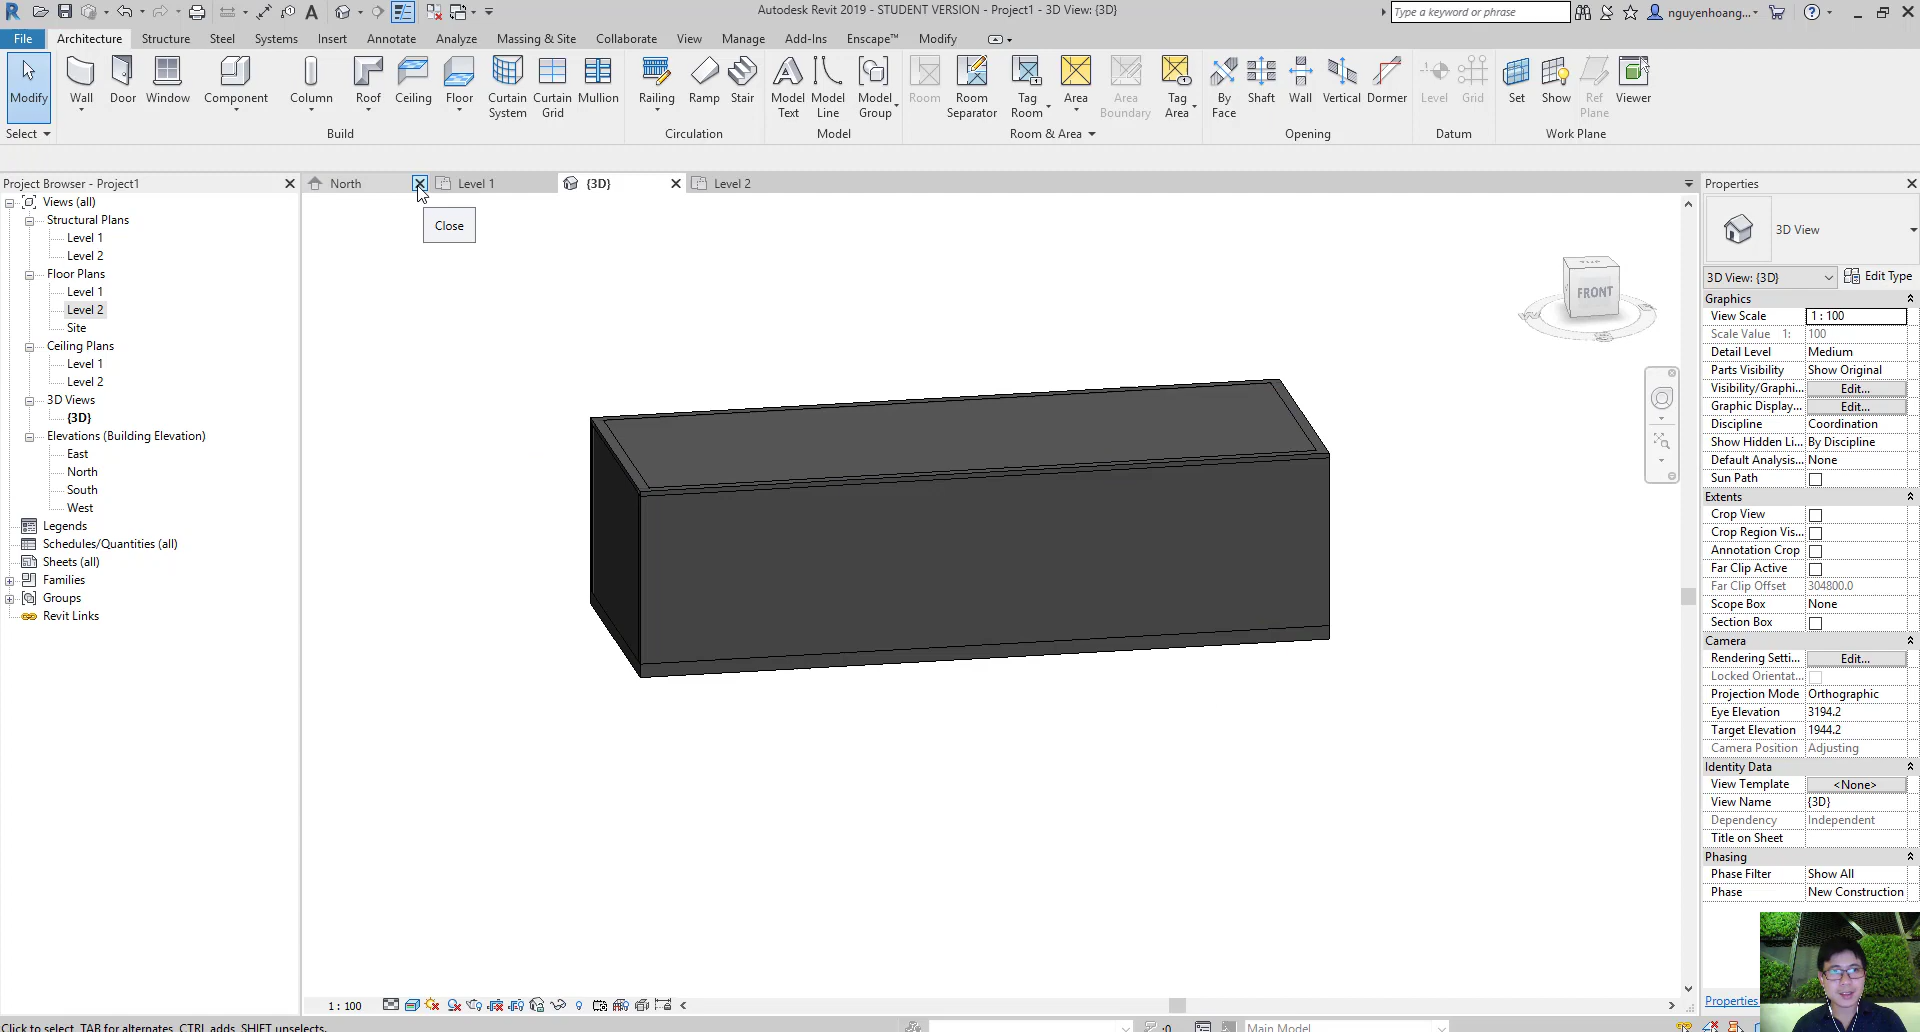 Autodesk Revit 2019 - STUDENT VERSION - Project1 - 3D View: {3D}
Type a keyword or phrase
nguyenhoang...
File Architecture Structure Steel Systems Insert Annotate Analyze Massing & Site Collaborate View Manage Add-Ins Enscape™ Modify
Modify Wall Door Window Component Column Roof Ceiling Floor Curtain System Curtain Grid Mullion Railing Ramp Stair Model Text Model Line Model Group Room Room Separator Tag Room Area Area Boundary Tag Area By Face Shaft Wall Vertical Dormer Level Grid Set Show Ref Plane Viewer
Select Build Circulation Model Room & Area Opening Datum Work Plane
Project Browser - Project1
North
Level 1
{3D}
Level 2
Close
Views (all)
Structural Plans
Level 1
Level 2
Floor Plans
Level 1
Level 2
Site
Ceiling Plans
Level 1
Level 2
3D Views
{3D}
Elevations (Building Elevation)
East
North
South
West
Legends
Schedules/Quantities (all)
Sheets (all)
Families
Groups
Revit Links
TOP
FRONT
Properties
3D View
3D View: {3D} Edit Type
Graphics
View Scale 1 : 100
Scale Value 1: 100
Detail Level Medium
Parts Visibility Show Original
Visibility/Graphi... Edit...
Graphic Display... Edit...
Discipline Coordination
Show Hidden Li... By Discipline
Default Analysis... None
Sun Path
Extents
Crop View
Crop Region Vis...
Annotation Crop
Far Clip Active
Far Clip Offset 304800.0
Scope Box None
Section Box
Camera
Rendering Setti... Edit...
Locked Orientat...
Projection Mode Orthographic
Eye Elevation 3194.2
Target Elevation 1944.2
Camera Position Adjusting
Identity Data
View Template <None>
View Name {3D}
Dependency Independent
Title on Sheet
Phasing
Phase Filter Show All
Phase New Construction
Properties
1 : 100
Click to select, TAB for alternates, CTRL adds, SHIFT unselects.
:0
Main Model